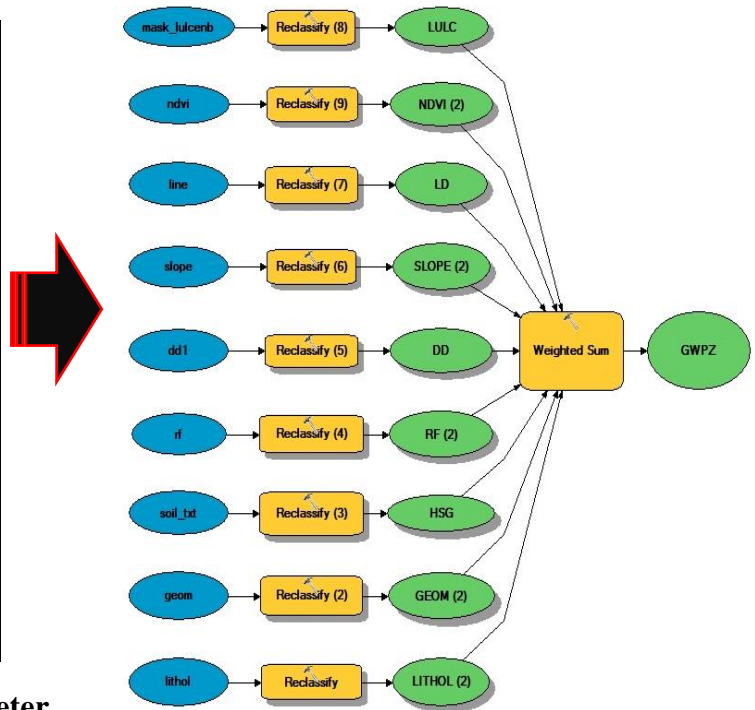 mask_lulcenb Reclassify (8) LULC
ndvi Reclassify (9) NDVI (2)
line Reclassify (7) LD
slope Reclassify (6) SLOPE (2)
Weighted Sum GWPZ
dd1 Reclassify (5) DD
rf Reclassify (4) RF (2)
soil_txt Reclassify (3) HSG
geom Reclassify (2) GEOM (2)
lithol Reclassify LITHOL (2)